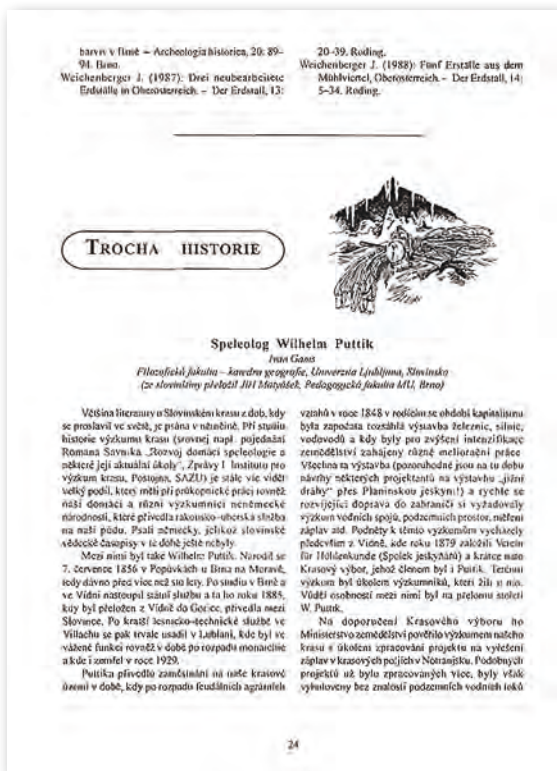 barvis v římě – Archeologia historica, 20: 89–
94. Brno.
Weichenberger J. (1987): Drei neubearbeitete
Erdställe in Oberösterreich. – Der Erdstall, 13:
20–39. Roding.
Weichenberger J. (1988): Fünf Erställe aus dem
Mühlviertel, Oberösterreich. – Der Erdstall, 14:
5–34. Roding.
TROCHA HISTORIE
Speleolog Wilhelm Puttik
Ivan Gams
Filozofická fakulta – katedra geografie, Univerzita Ljubljana, Slovinsko
(ze slovinštiny přeložil Jiří Matyášek, Pedagogická fakulta MU, Brno)
Většina literatury o Slovinském krasu z dob, kdy
se proslavil ve světě, je psána v němčině. Při studiu
historie výzkumu krasu (srovnej např. pojednání
Romana Savnika „Rozvoj domácí speleologie a
některé její aktuální úkoly“, Zprávy I. Institutu pro
výzkum krasu, Postojna, SAZU) je stále víc vidět
velký podíl, který měli při průkopnické práci rovněž
naši domácí a různí výzkumníci neněmecké
národnosti, které přivedla rakousko-uherská služba
na naši půdu. Psali německy, jelikož slovinské
vědecké časopisy v té době ještě nebyly.
Mezi nimi byl také Wilhelm Puttik. Narodil se
7. července 1856 v Popůvkách u Brna na Moravě,
tedy dávno před více než sto lety. Po studiu v Brně a
ve Vídni nastoupil státní službu a ta ho roku 1885,
kdy byl přeložen z Vídně do Gorice, přivedla mezi
Slovince. Po kratší lesnicko-technické službě ve
Villachu se pak trvale usadil v Lublani, kde byl ve
vážené funkci rovněž v době po rozpadu monarchie
a kde i zemřel v roce 1929.
Puttika přivedlo zaměstnání na naše krasové
území v době, kdy po rozpadu feudálních agrárních
vztahů v roce 1848 v rodícím se období kapitalismu
byla započata rozsáhlá výstavba železnic, silnic,
vodovodů a kdy byly pro zvýšení intenzifikace
zemědělství zahájeny různé meliorační práce.
Všechna ta výstavba (pozoruhodné jsou na tu dobu
návrhy některých projektantů na výstavbu „jižní
dráhy“ přes Planinskou jeskyni!) a rychle se
rozvíjející doprava do zahraničí si vyžadovaly
výzkum vodních spojů, podzemních prostor, měření
záplav atd. Podněty k těmto výzkumům vycházely
především z Vídně, kde roku 1879 založili Verein
für Höhlenkunde (Spolek jeskyňářů) a krátce nato
Krasový výbor, jehož členem byl i Puttik. Terénní
výzkum byl úkolem výzkumníků, kteří žili u nás.
Vůdčí osobností mezi nimi byl na přelomu století
W. Puttik.
Na doporučení Krasového výboru ho
Ministerstvo zemědělství pověřilo výzkumem našeho
krasu s úkolem zpracování projektu na vyřešení
záplav v krasových poljích v Notranjsku. Podobných
projektů už bylo zpracovaných více, byly však
vyhotoveny bez znalostí podzemních vodních toků
24